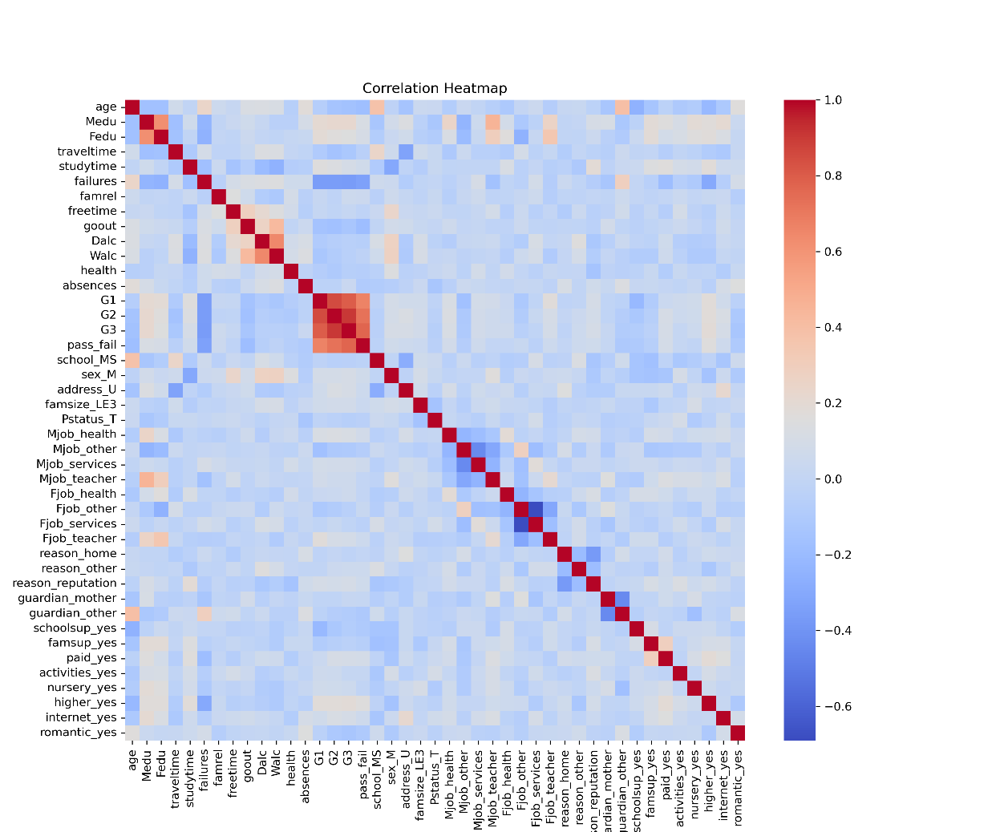 Correlation Heatmap
age
Medu
Fedu
traveltime
studytime
failures
famrel
freetime
goout
Dalc
Walc
health
absences
G1
G2
G3
pass_fail
school_MS
sex_M
address_U
famsize_LE3
Pstatus_T
Mjob_health
Mjob_other
Mjob_services
Mjob_teacher
Fjob_health
Fjob_other
Fjob_services
Fjob_teacher
reason_home
reason_other
reason_reputation
guardian_mother
guardian_other
schoolsup_yes
famsup_yes
paid_yes
activities_yes
nursery_yes
higher_yes
internet_yes
romantic_yes
age
Medu
Fedu
traveltime
studytime
failures
famrel
freetime
goout
Dalc
Walc
health
absences
G1
G2
G3
pass_fail
school_MS
sex_M
address_U
famsize_LE3
Pstatus_T
Mjob_health
Mjob_other
Mjob_services
Mjob_teacher
Fjob_health
Fjob_other
Fjob_services
Fjob_teacher
reason_home
reason_other
son_reputation
ardian_mother
uardian_other
schoolsup_yes
famsup_yes
paid_yes
activities_yes
nursery_yes
higher_yes
internet_yes
romantic_yes
1.0
0.8
0.6
0.4
0.2
0.0
−0.2
−0.4
−0.6